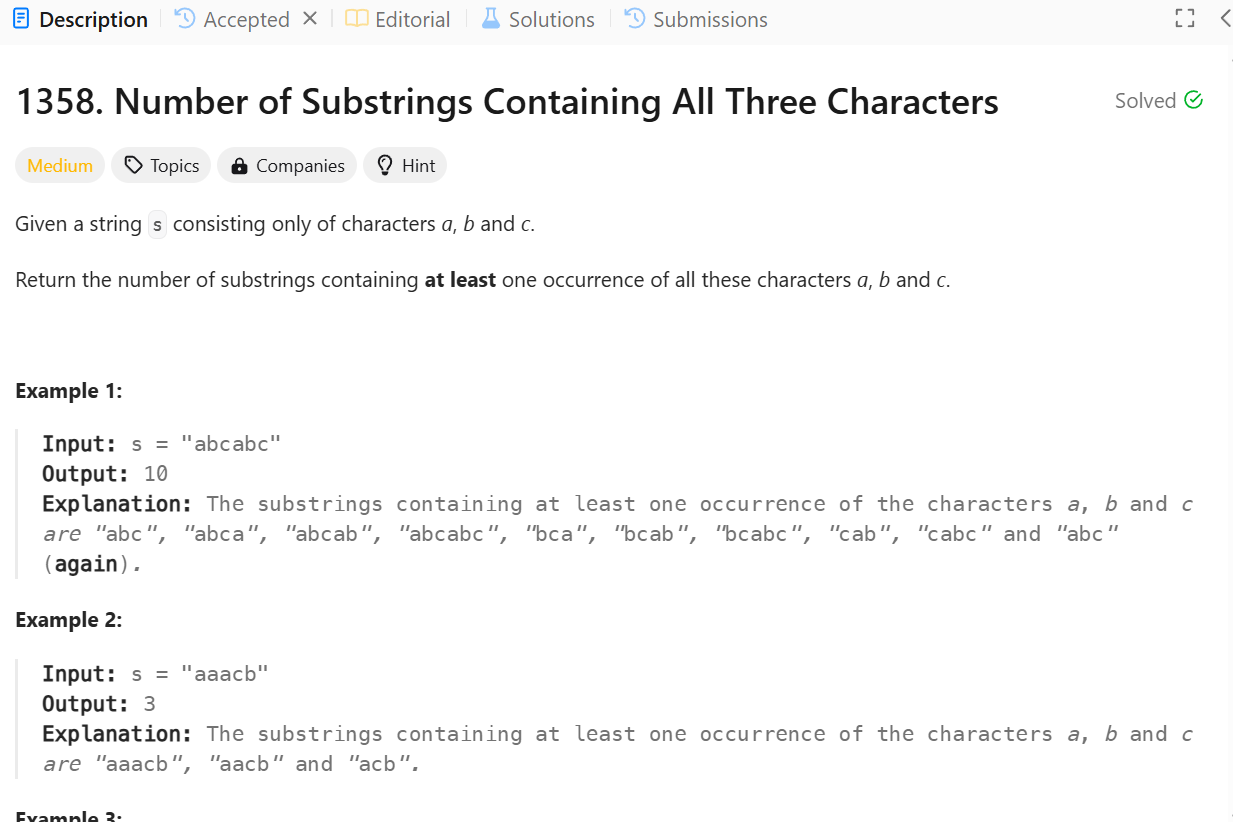 Description Accepted Editorial Solutions Submissions
1358. Number of Substrings Containing All Three Characters Solved
Medium Topics Companies Hint
Given a string s consisting only of characters a, b and c.
Return the number of substrings containing at least one occurrence of all these characters a, b and c.
Example 1:
Input: s = "abcabc"
Output: 10
Explanation: The substrings containing at least one occurrence of the characters a, b and c
are "abc", "abca", "abcab", "abcabc", "bca", "bcab", "bcabc", "cab", "cabc" and "abc"
(again).
Example 2:
Input: s = "aaacb"
Output: 3
Explanation: The substrings containing at least one occurrence of the characters a, b and c
are "aaacb", "aacb" and "acb".
Example 3: